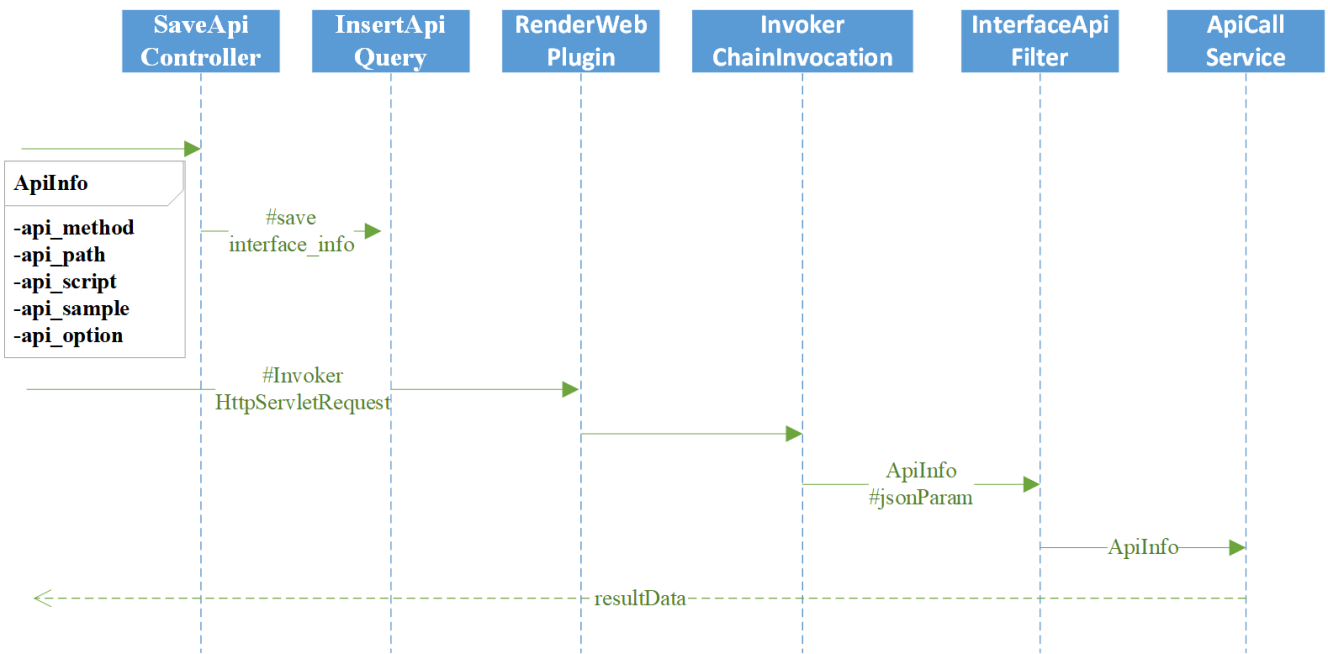 SaveApi
Controller
InsertApi
Query
RenderWeb
Plugin
Invoker
ChainInvocation
InterfaceApi
Filter
ApiCall
Service
ApiInfo
-api_method
-api_path
-api_script
-api_sample
-api_option
#save
interface_info
#Invoker
HttpServletRequest
ApiInfo
#jsonParam
ApiInfo
resultData